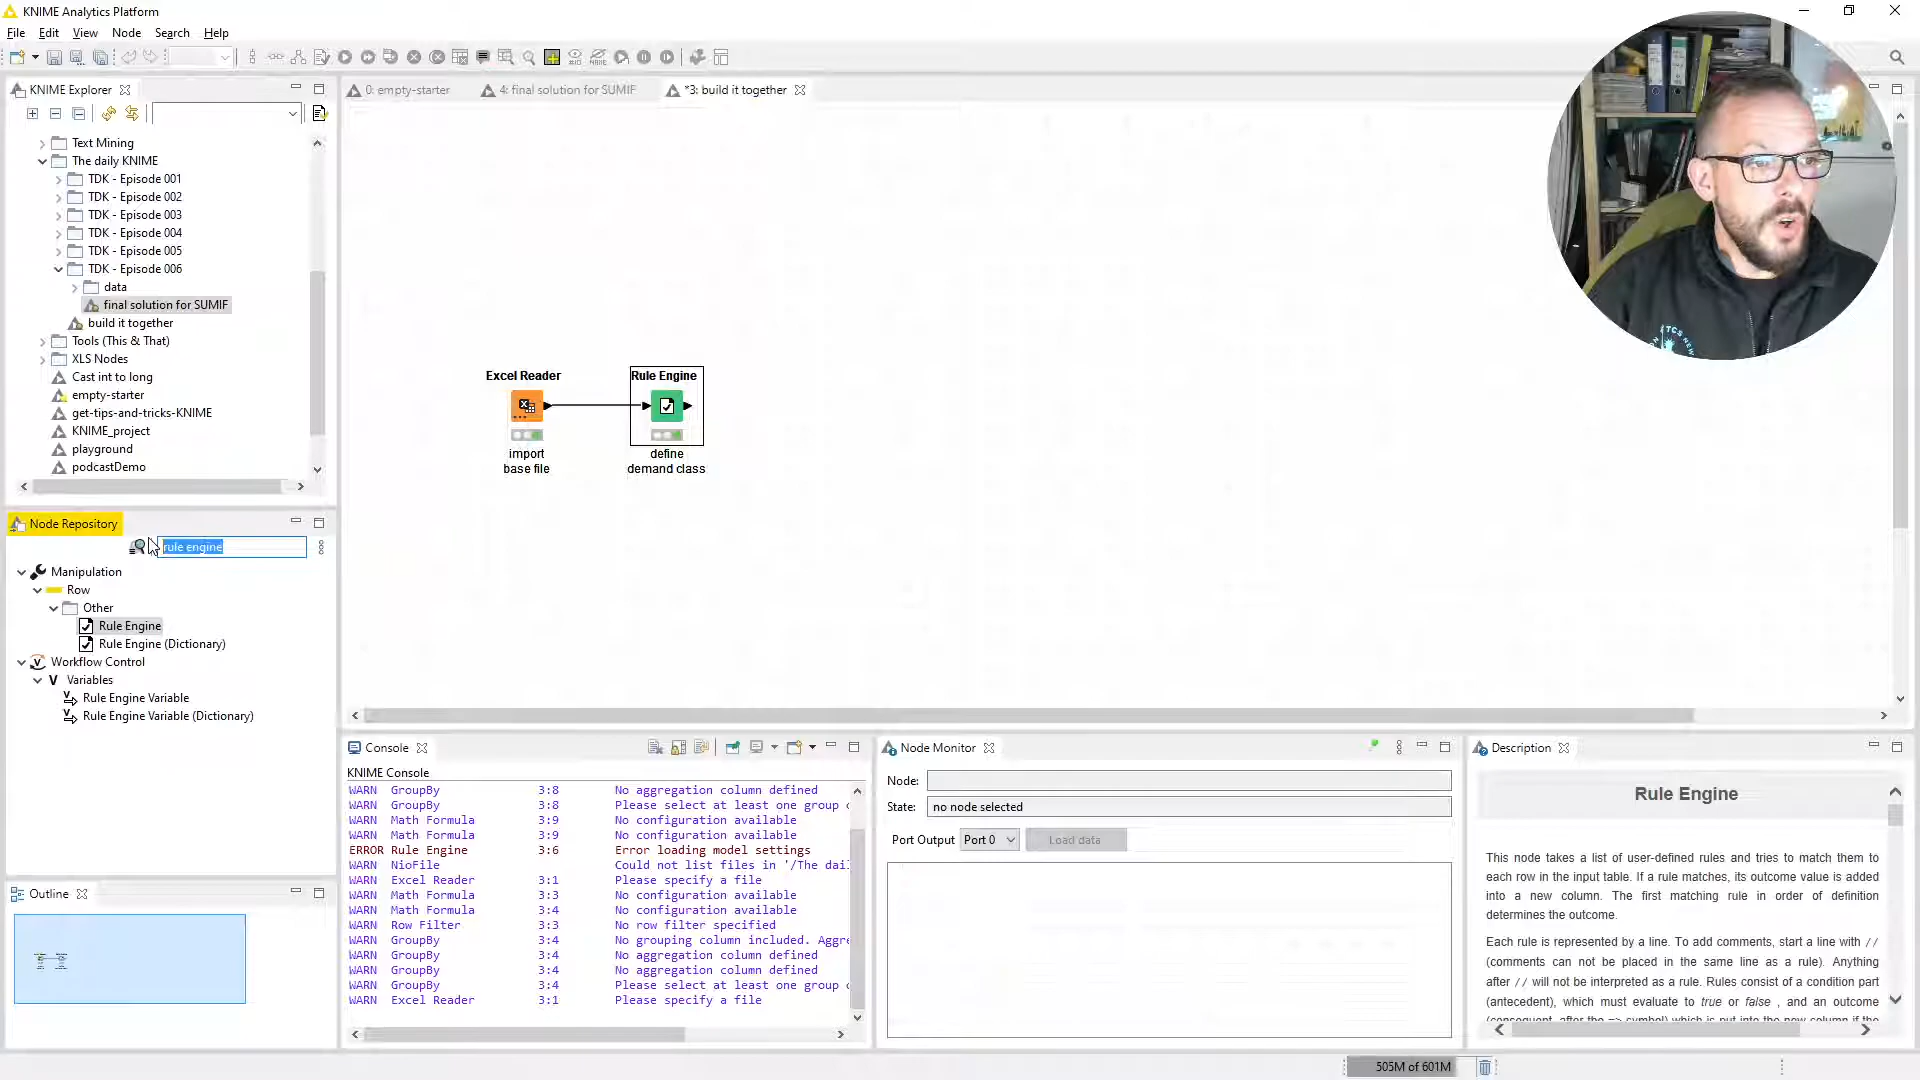 KNIME Analytics Platform
File Edit View Node Search Help
KNIME Explorer
0: empty-starter
4: final solution for SUMIF
*3: build it together
Text Mining
The daily KNIME
TDK - Episode 001
TDK - Episode 002
TDK - Episode 003
TDK - Episode 004
TDK - Episode 005
TDK - Episode 006
data
final solution for SUMIF
build it together
Tools (This & That)
XLS Nodes
Cast int to long
empty-starter
get-tips-and-tricks-KNIME
KNIME_project
playground
podcastDemo
Excel Reader
import
base file
Rule Engine
define
demand class
Node Repository
rule engine
Manipulation
Row
Other
Rule Engine
Rule Engine (Dictionary)
Workflow Control
V Variables
Rule Engine Variable
Rule Engine Variable (Dictionary)
Outline
Console
KNIME Console
WARN GroupBy 3:8 No aggregation column defined
WARN GroupBy 3:8 Please select at least one group c
WARN Math Formula 3:9 No configuration available
WARN Math Formula 3:9 No configuration available
ERROR Rule Engine 3:6 Error loading model settings
WARN NioFile Could not list files in '/The dail
WARN Excel Reader 3:1 Please specify a file
WARN Math Formula 3:3 No configuration available
WARN Math Formula 3:4 No configuration available
WARN Row Filter 3:3 No row filter specified
WARN GroupBy 3:4 No grouping column included. Aggre
WARN GroupBy 3:4 No aggregation column defined
WARN GroupBy 3:4 No aggregation column defined
WARN GroupBy 3:4 Please select at least one group c
WARN Excel Reader 3:1 Please specify a file
Node Monitor
Node:
State: no node selected
Port Output Port 0 Load data
Description
Rule Engine
This node takes a list of user-defined rules and tries to match them to
each row in the input table. If a rule matches, its outcome value is added
into a new column. The first matching rule in order of definition
determines the outcome.
Each rule is represented by a line. To add comments, start a line with //
(comments can not be placed in the same line as a rule). Anything
after // will not be interpreted as a rule. Rules consist of a condition part
(antecedent), which must evaluate to true or false , and an outcome
(consequent, after the => symbol) which is put into the new column if the
505M of 601M